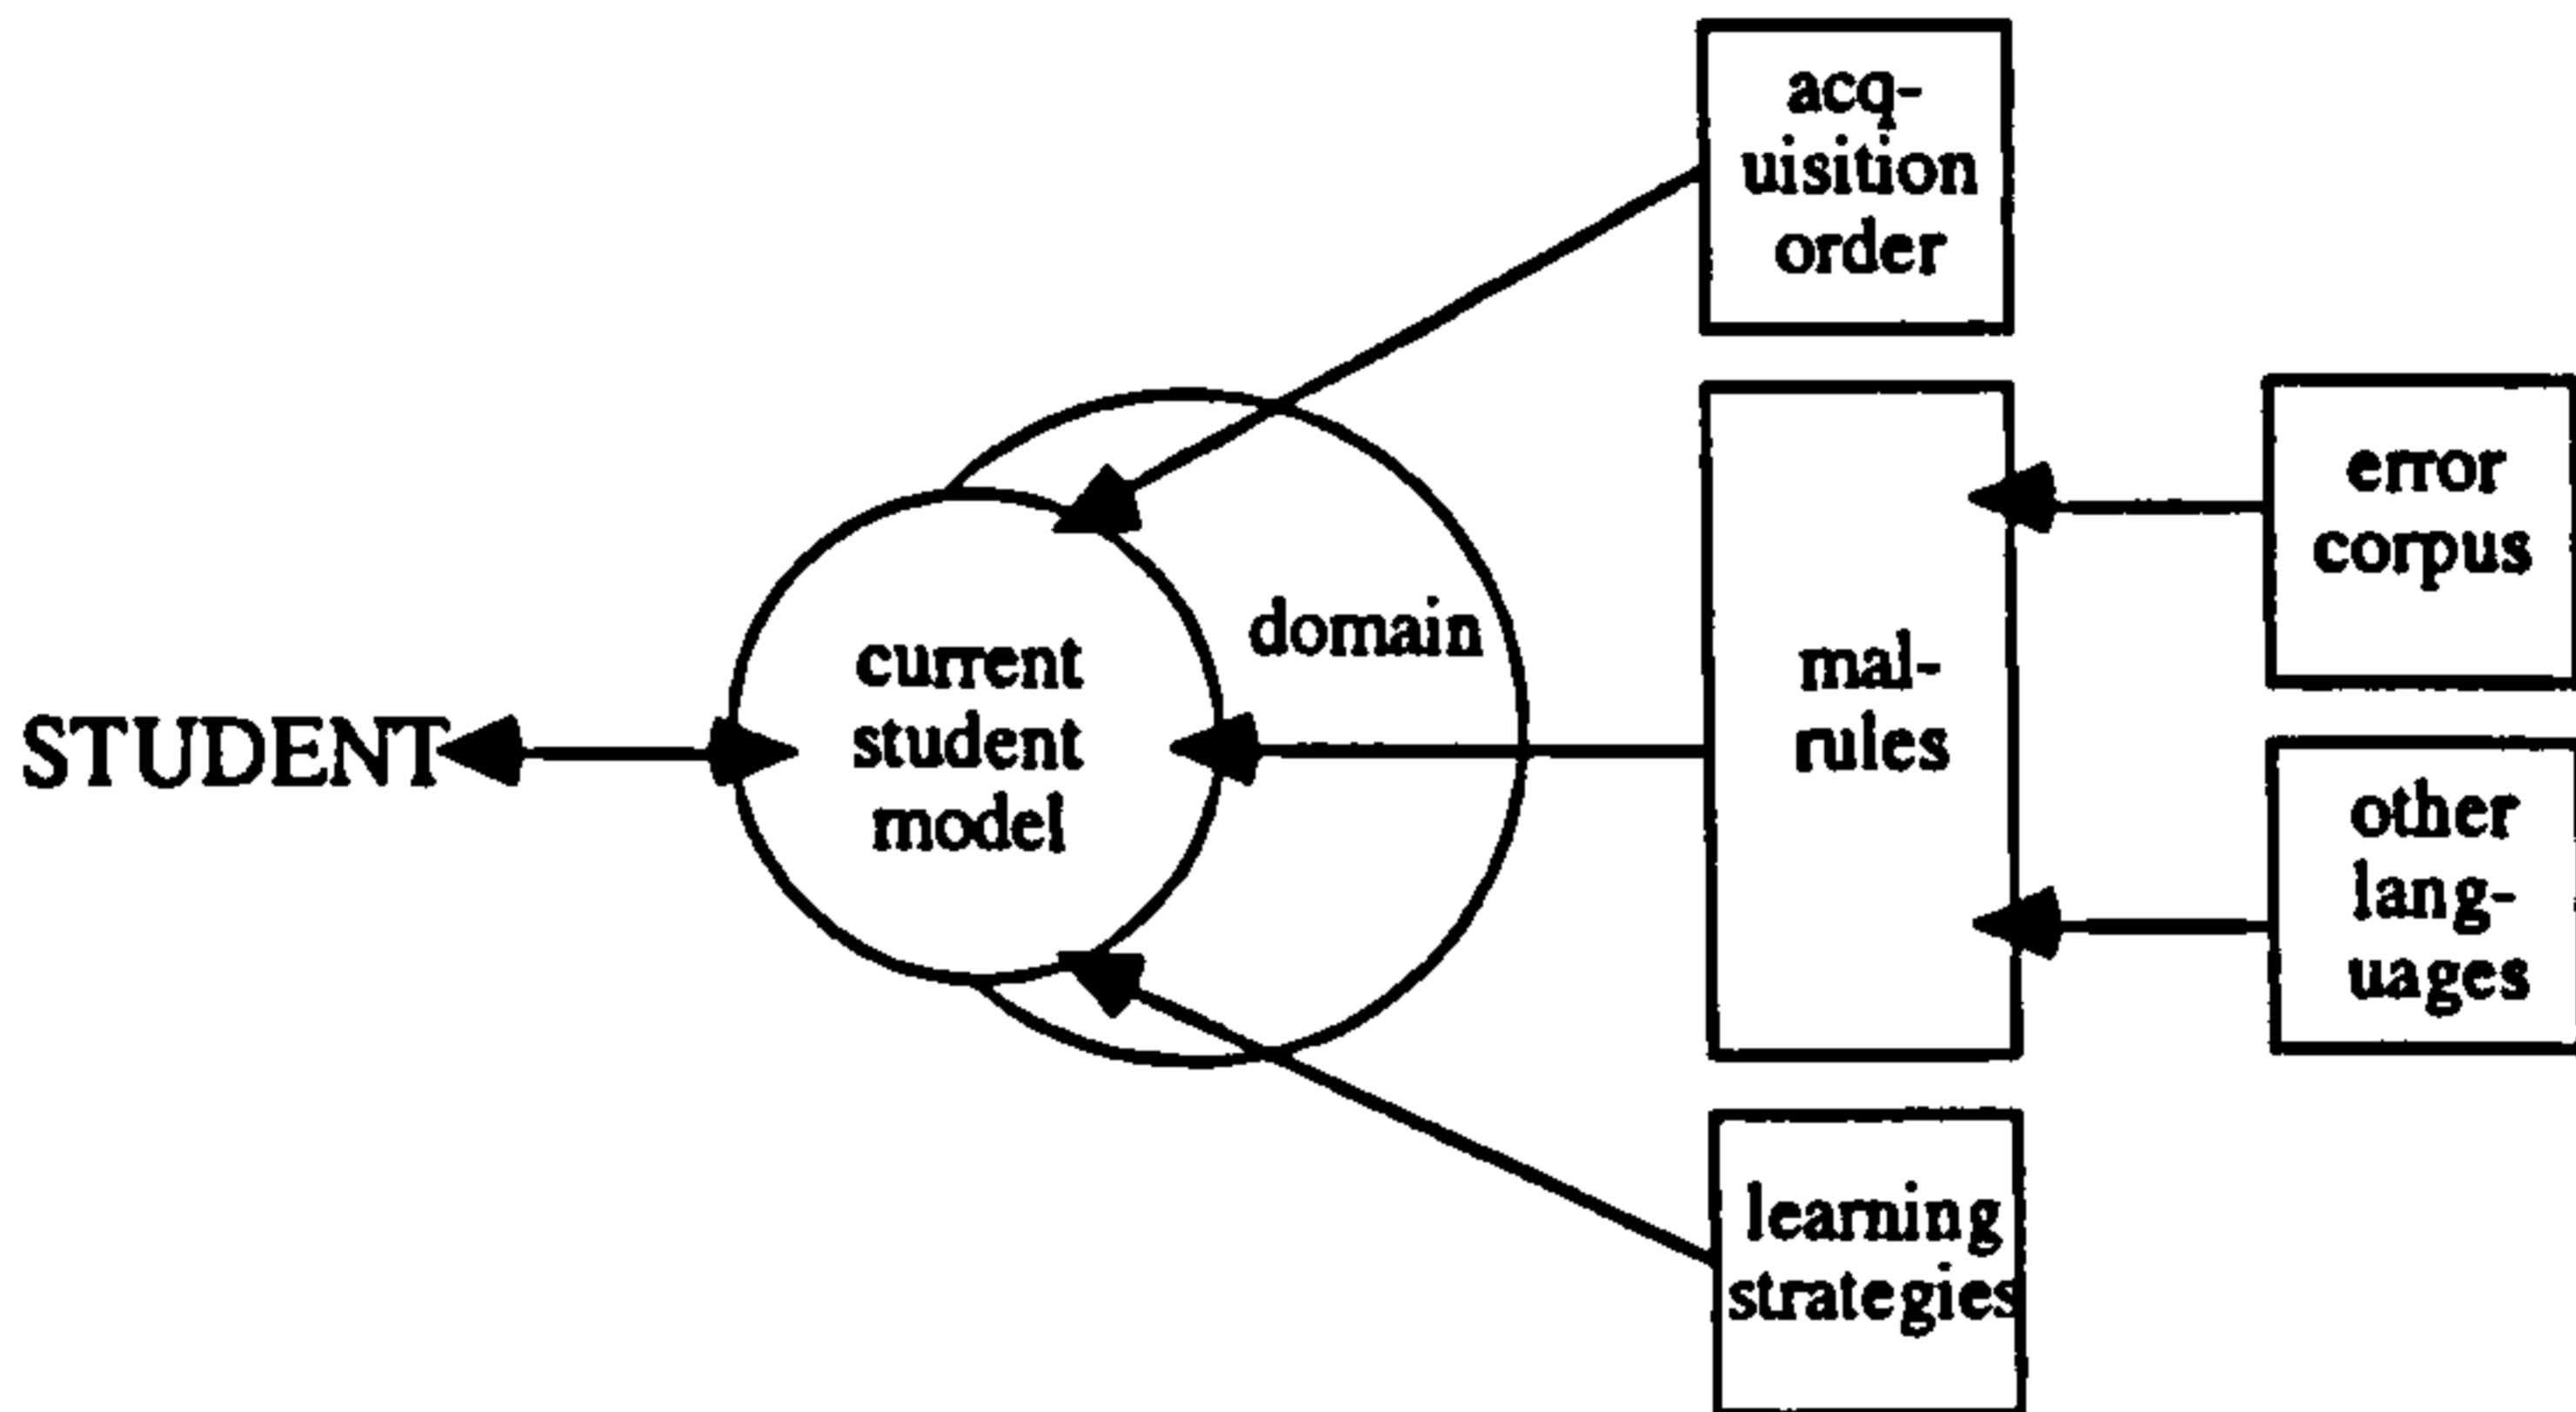 STUDENT
current
student
model
domain
acq-
uisition
order
mal-
rules
learning
strategies
error
corpus
other
lang-
uages